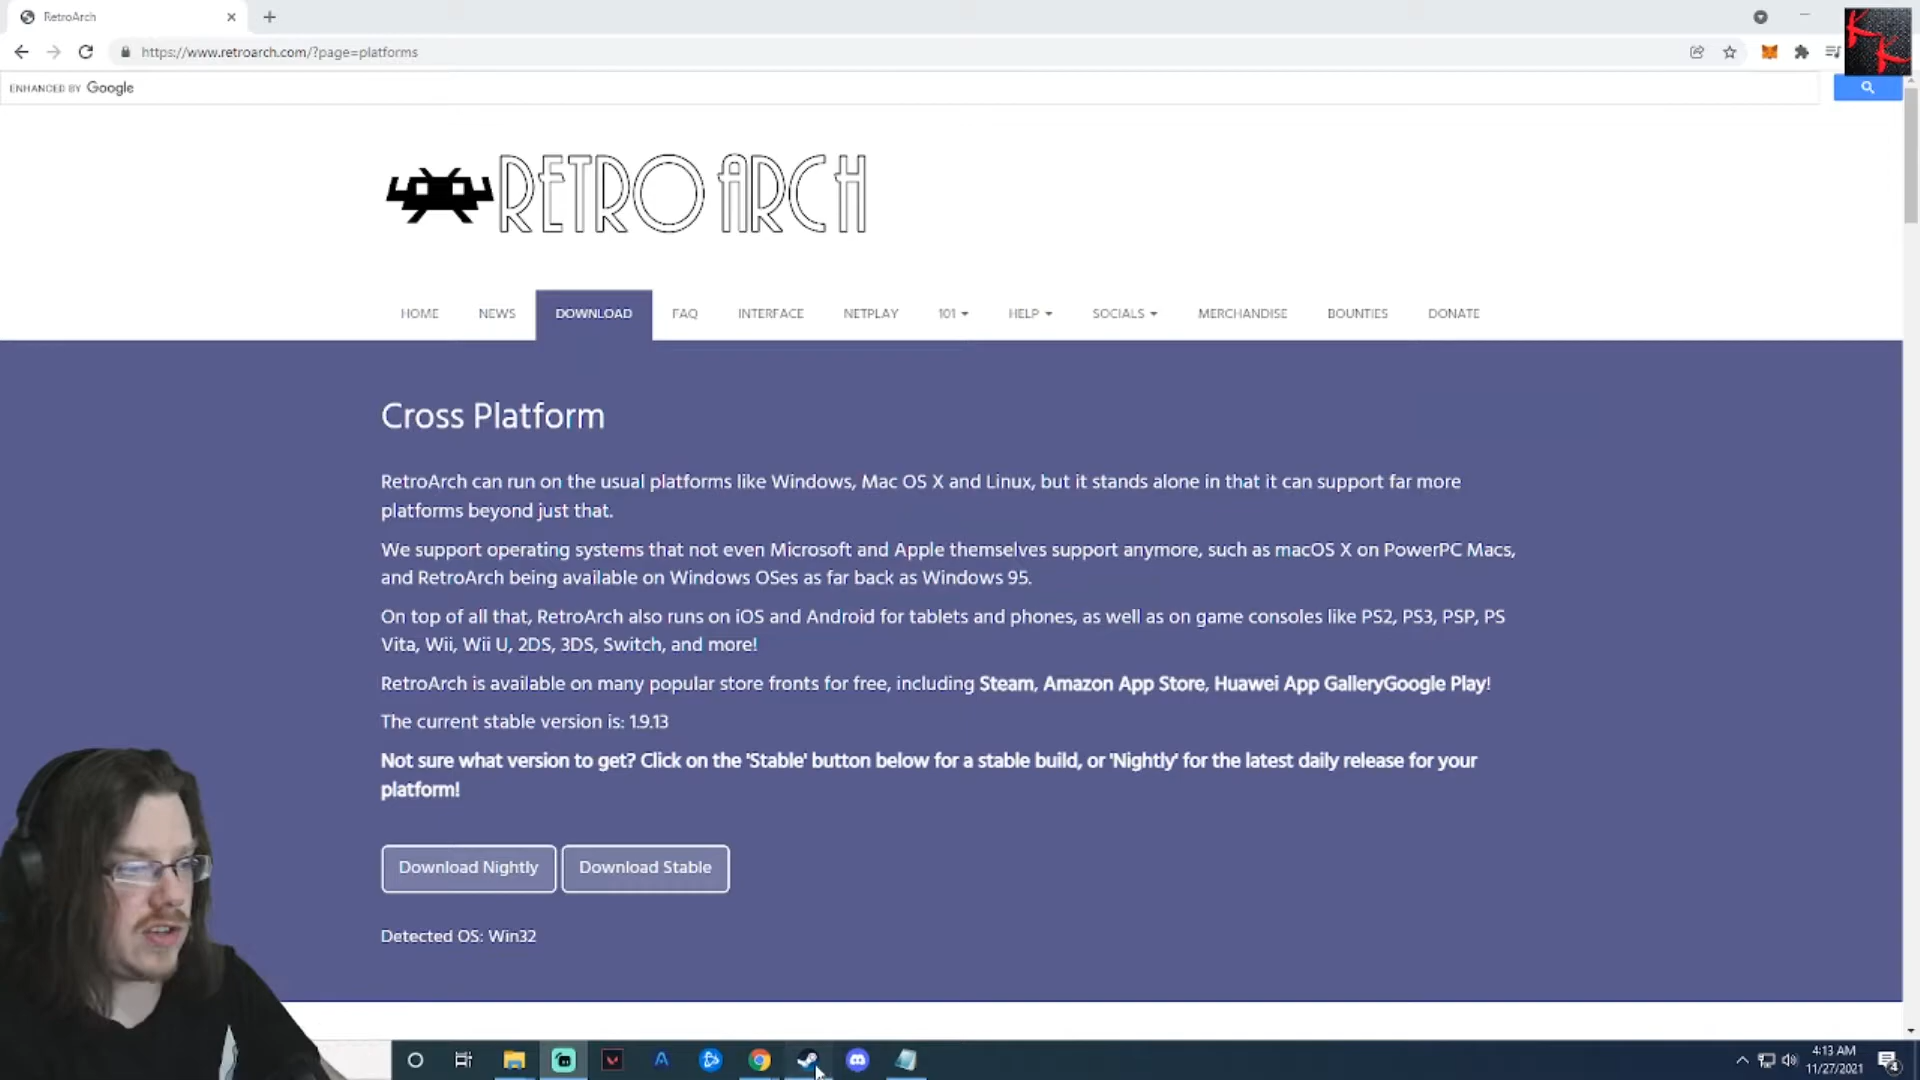 RetroArch
https://www.retroarch.com/?page=platforms
ENHANCED BY Google
RETROARCH
HOME NEWS DOWNLOAD FAQ INTERFACE NETPLAY 101 HELP SOCIALS MERCHANDISE BOUNTIES DONATE
Cross Platform
RetroArch can run on the usual platforms like Windows, Mac OS X and Linux, but it stands alone in that it can support far more
platforms beyond just that.
We support operating systems that not even Microsoft and Apple themselves support anymore, such as macOS X on PowerPC Macs,
and RetroArch being available on Windows OSes as far back as Windows 95.
On top of all that, RetroArch also runs on iOS and Android for tablets and phones, as well as on game consoles like PS2, PS3, PSP, PS
Vita, Wii, Wii U, 2DS, 3DS, Switch, and more!
RetroArch is available on many popular store fronts for free, including Steam, Amazon App Store, Huawei App GalleryGoogle Play!
The current stable version is: 1.9.13
Not sure what version to get? Click on the 'Stable' button below for a stable build, or 'Nightly' for the latest daily release for your
platform!
Download Nightly Download Stable
Detected OS: Win32
4:13 AM
11/27/2021
4
KK